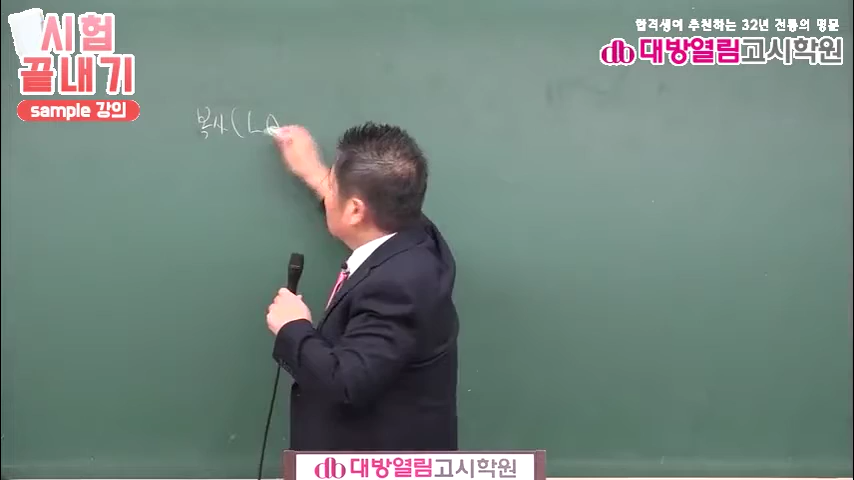 시험
끝내기
sample 강의
합격생이 추천하는 32년 전통의 명문
db 대방열림고시학원
복사(L
db 대방열림고시학원